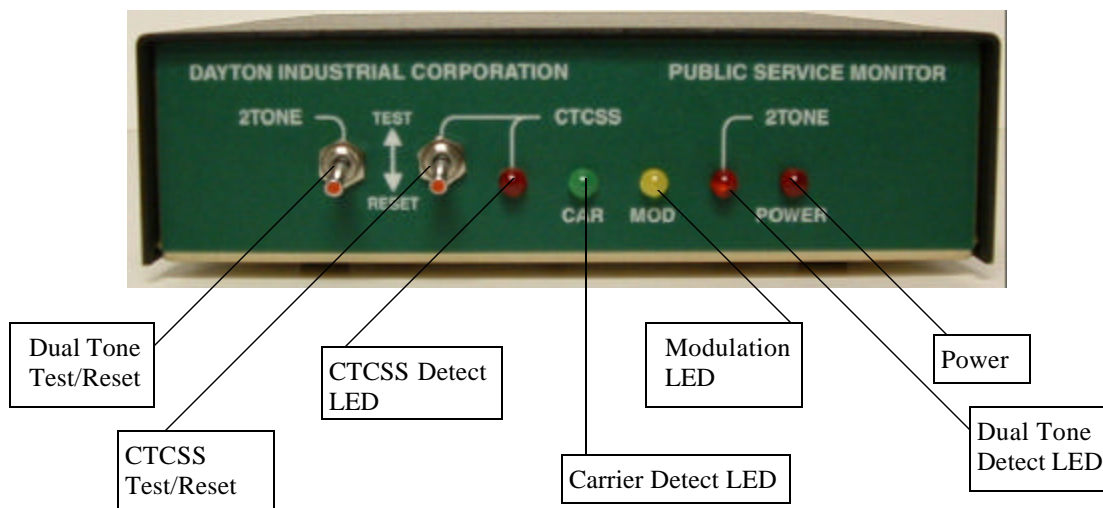 DAYTON INDUSTRIAL CORPORATION
PUBLIC SERVICE MONITOR
2TONE
TEST
CTCSS
2TONE
RESET
CAR
MOD
POWER
Dual Tone
Test/Reset
CTCSS Detect
LED
Modulation
LED
Power
CTCSS
Test/Reset
Carrier Detect LED
Dual Tone
Detect LED